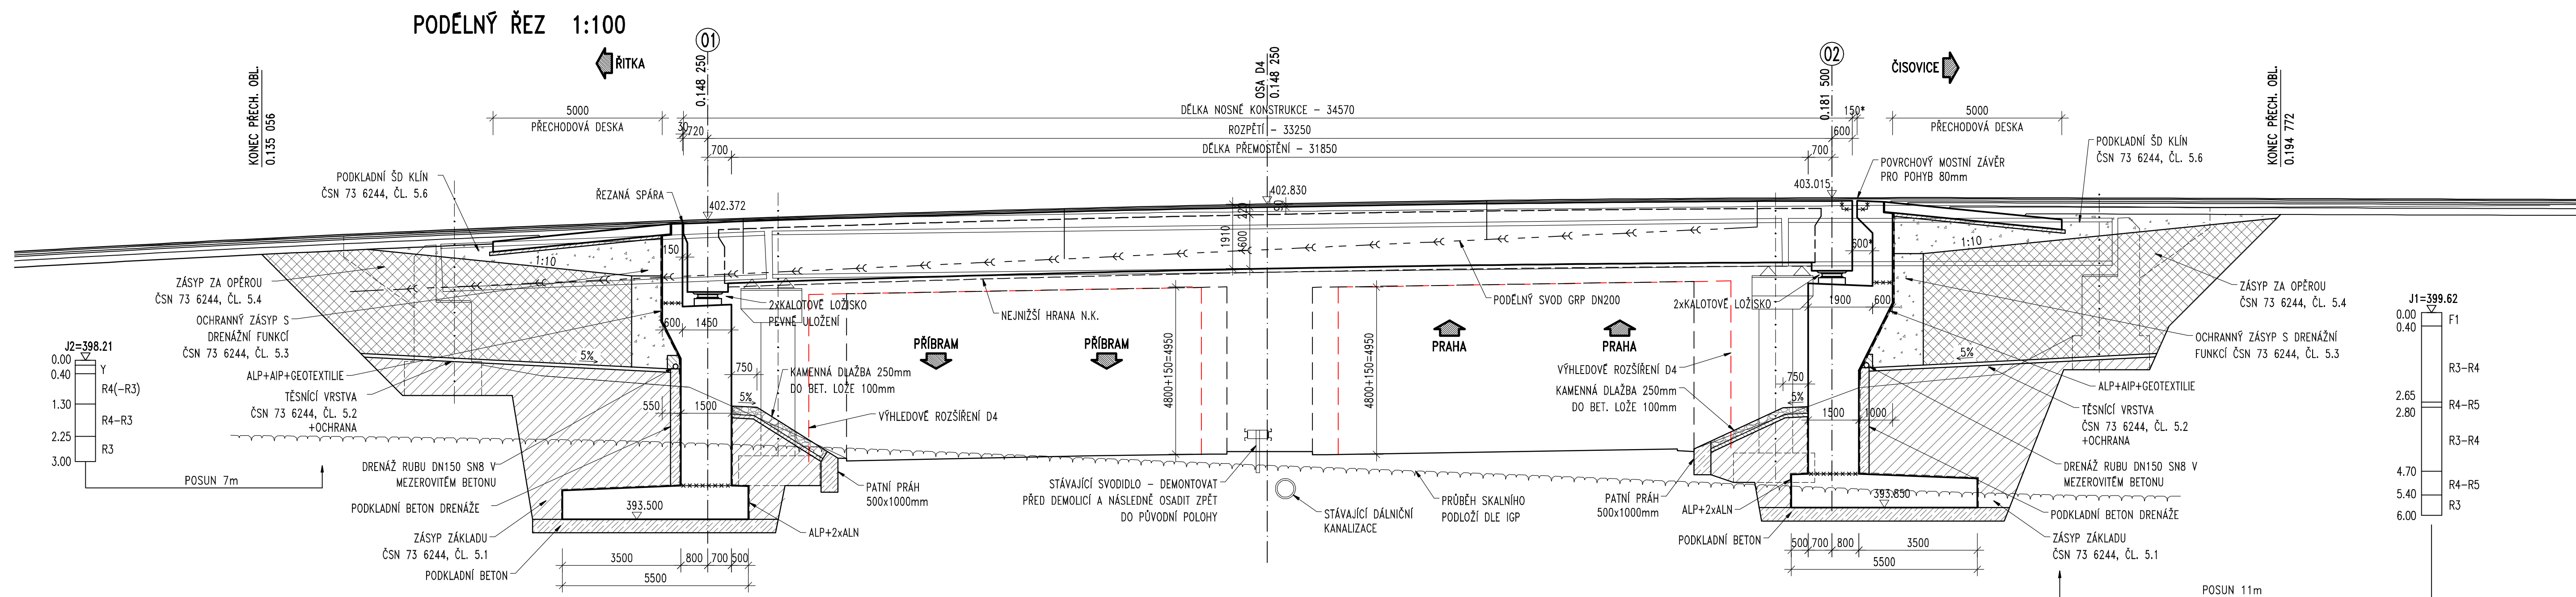 PODÉLNÝ ŘEZ 1:100
01
ŘITKA
0.148 250
OSA D4
0.148 250
02
0.181 500
ČISOVICE
KONEC PŘECH. OBL.
0.135 056
KONEC PŘECH. OBL.
0.194 772
5000
PŘECHODOVÁ DESKA
30
720
700
DÉLKA NOSNÉ KONSTRUKCE - 34570
ROZPĚTÍ - 33250
DÉLKA PŘEMOSTĚNÍ - 31850
150*
600
700
5000
PŘECHODOVÁ DESKA
PODKLADNÍ ŠD KLÍN
ČSN 73 6244, ČL. 5.6
ŘEZANÁ SPÁRA
402.372
402.830
403.015
POVRCHOVÝ MOSTNÍ ZÁVĚR
PRO POHYB 80mm
PODKLADNÍ ŠD KLÍN
ČSN 73 6244, ČL. 5.6
1910
220
1600
90
150
1:10
600*
1:10
ZÁSYP ZA OPĚROU
ČSN 73 6244, ČL. 5.4
OCHRANNÝ ZÁSYP S
DRENÁŽNÍ FUNKCÍ
ČSN 73 6244, ČL. 5.3
ALP+AIP+GEOTEXTILIE
TĚSNÍCÍ VRSTVA
ČSN 73 6244, ČL. 5.2
+OCHRANA
5%
600
1450
2xKALOTOVÉ LOŽISKO
PEVNÉ ULOŽENÍ
NEJNIŽŠÍ HRANA N.K.
PODÉLNÝ SVOD GRP DN200
2xKALOTOVÉ LOŽISKO
1900
600
ZÁSYP ZA OPĚROU
ČSN 73 6244, ČL. 5.4
OCHRANNÝ ZÁSYP S DRENÁŽNÍ
FUNKCÍ ČSN 73 6244, ČL. 5.3
5%
ALP+AIP+GEOTEXTILIE
TĚSNÍCÍ VRSTVA
ČSN 73 6244, ČL. 5.2
+OCHRANA
PŘÍBRAM
PŘÍBRAM
PRAHA
PRAHA
4800+150=4950
4800+150=4950
750
5%
KAMENNÁ DLAŽBA 250mm
DO BET. LOŽE 100mm
VÝHLEDOVÉ ROZŠÍŘENÍ D4
550
1500
VÝHLEDOVÉ ROZŠÍŘENÍ D4
KAMENNÁ DLAŽBA 250mm
DO BET. LOŽE 100mm
750
5%
1500
1000
J2=398.21
0.00
Y
0.40
R4(-R3)
1.30
R4-R3
2.25
R3
3.00
POSUN 7m
J1=399.62
0.00
F1
0.40
R3-R4
2.65
R4-R5
2.80
R3-R4
4.70
R4-R5
5.40
R3
6.00
POSUN 11m
DRENÁŽ RUBU DN150 SN8 V
MEZEROVITÉM BETONU
PODKLADNÍ BETON DRENÁŽE
ZÁSYP ZÁKLADU
ČSN 73 6244, ČL. 5.1
PODKLADNÍ BETON
393.500
PATNÍ PRÁH
500x1000mm
ALP+2xALN
STÁVAJÍCÍ SVODIDLO - DEMONTOVAT
PŘED DEMOLICÍ A NÁSLEDNĚ OSADIT ZPĚT
DO PŮVODNÍ POLOHY
STÁVAJÍCÍ DÁLNIČNÍ
KANALIZACE
PRŮBĚH SKALNÍHO
PODLOŽÍ DLE IGP
PATNÍ PRÁH
500x1000mm
ALP+2xALN
PODKLADNÍ BETON
393.850
DRENÁŽ RUBU DN150 SN8 V
MEZEROVITÉM BETONU
PODKLADNÍ BETON DRENÁŽE
ZÁSYP ZÁKLADU
ČSN 73 6244, ČL. 5.1
3500
800
700
500
5500
500
700
800
3500
5500